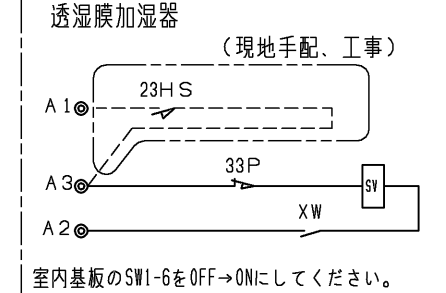 透湿膜加湿器
(現地手配、工事)
23HS
A1
33P
A3
SV
XW
A2
室内基板のSW1-6をOFF→ONにしてください。